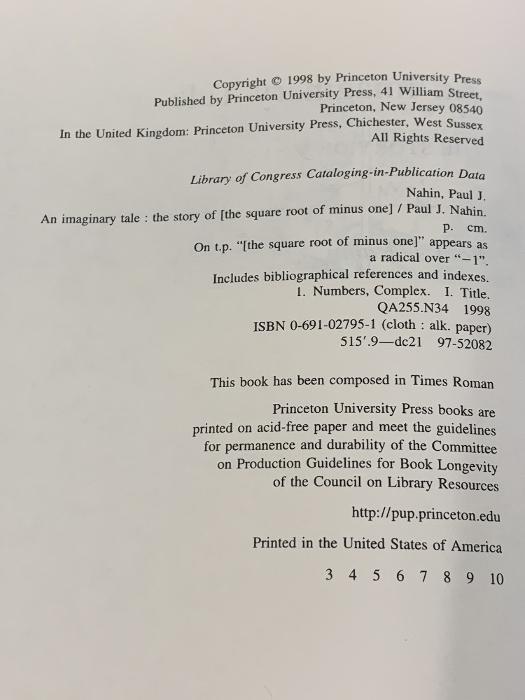 Copyright © 1998 by Princeton University Press
Published by Princeton University Press, 41 William Street,
Princeton, New Jersey 08540
In the United Kingdom: Princeton University Press, Chichester, West Sussex
All Rights Reserved
Library of Congress Cataloging-in-Publication Data
Nahin, Paul J.
An imaginary tale : the story of [the square root of minus one] / Paul J. Nahin.
p. cm.
On t.p. “[the square root of minus one]” appears as
a radical over “−1”.
Includes bibliographical references and indexes.
1. Numbers, Complex. I. Title.
QA255.N34 1998
ISBN 0-691-02795-1 (cloth : alk. paper)
515′.9—dc21 97-52082
This book has been composed in Times Roman
Princeton University Press books are
printed on acid-free paper and meet the guidelines
for permanence and durability of the Committee
on Production Guidelines for Book Longevity
of the Council on Library Resources
http://pup.princeton.edu
Printed in the United States of America
3 4 5 6 7 8 9 10